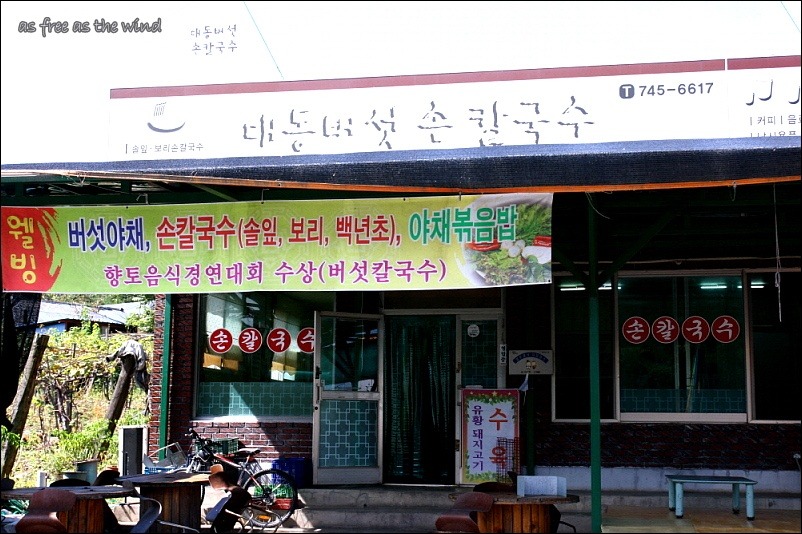 as free as the wind
대동버섯
손칼국수
솔잎 · 보리손칼국수
대동버섯 손칼국수
T 745-6617
커피 | 음료
웰빙
버섯야채, 손칼국수(솔잎, 보리, 백년초), 야채볶음밥
향토음식경연대회 수상(버섯칼국수)
손칼국수
손칼국수
수육
유황돼지고기